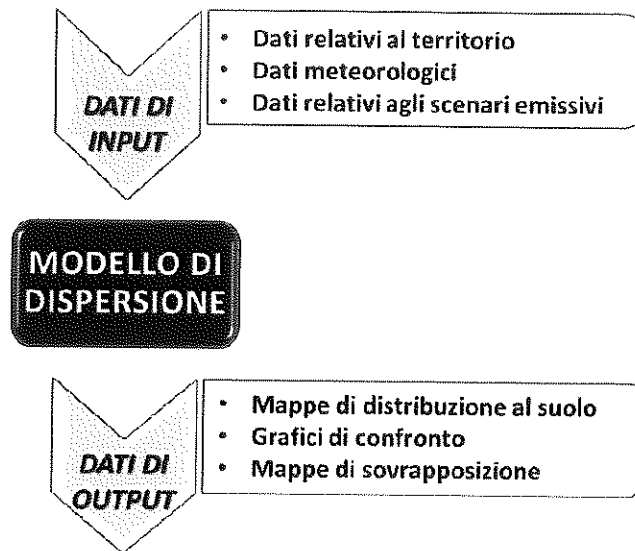 DATI DI
INPUT
• Dati relativi al territorio
• Dati meteorologici
• Dati relativi agli scenari emissivi
MODELLO DI
DISPERSIONE
DATI DI
OUTPUT
• Mappe di distribuzione al suolo
• Grafici di confronto
• Mappe di sovrapposizione